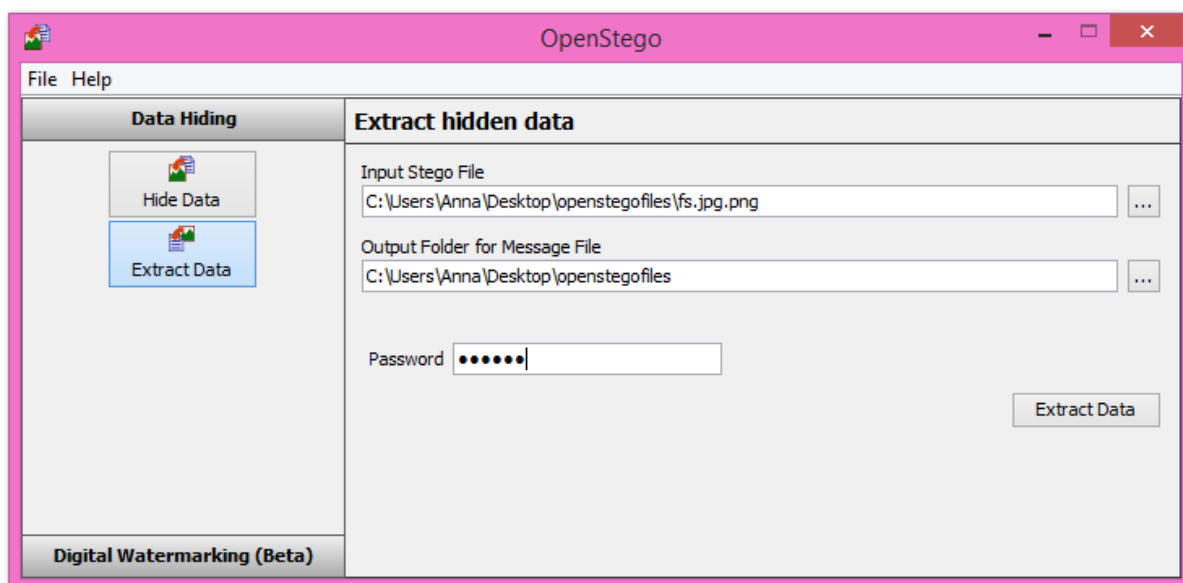 OpenStego
File Help
Data Hiding
Hide Data
Extract Data
Digital Watermarking (Beta)
Extract hidden data
Input Stego File
C:\Users\Anna\Desktop\openstegofiles\fs.jpg.png
...
Output Folder for Message File
C:\Users\Anna\Desktop\openstegofiles
...
Password ••••••
Extract Data